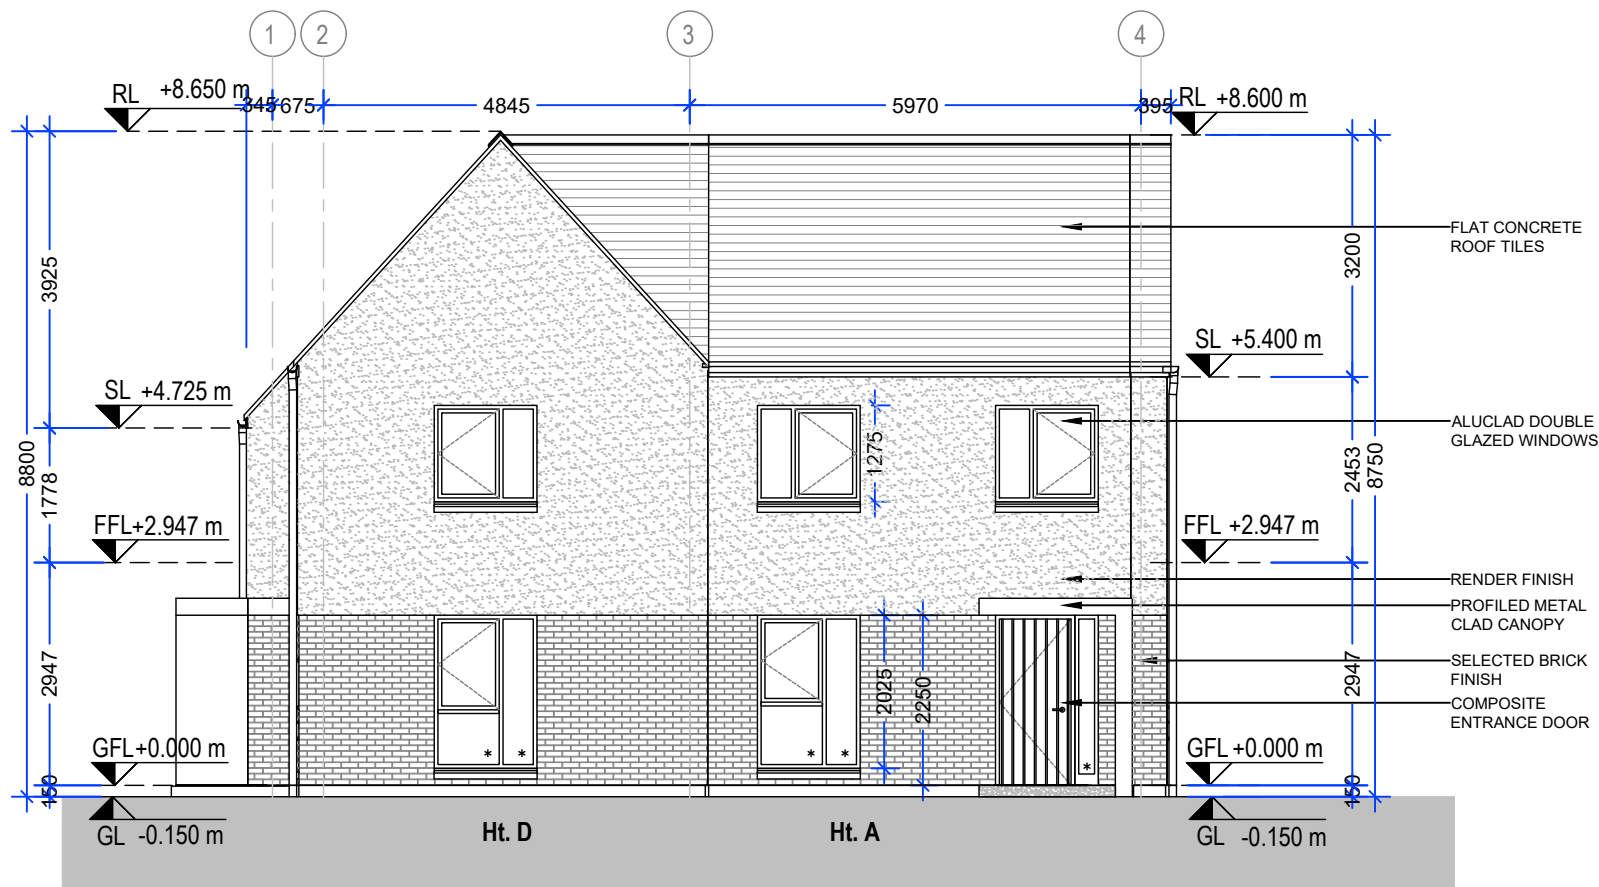 1
2
3
4
RL +8.650 m
345
675
4845
5970
395
RL +8.600 m
3925
3200
FLAT CONCRETE
ROOF TILES
SL +5.400 m
SL +4.725 m
1275
ALUCLAD DOUBLE
GLAZED WINDOWS
8800
1778
2453
8750
FFL+2.947 m
FFL +2.947 m
RENDER FINISH
PROFILED METAL
CLAD CANOPY
2947
2025
2250
2947
SELECTED BRICK
FINISH
COMPOSITE
ENTRANCE DOOR
* *
* *
*
GFL+0.000 m
GFL +0.000 m
150
150
GL -0.150 m
Ht. D
Ht. A
GL -0.150 m